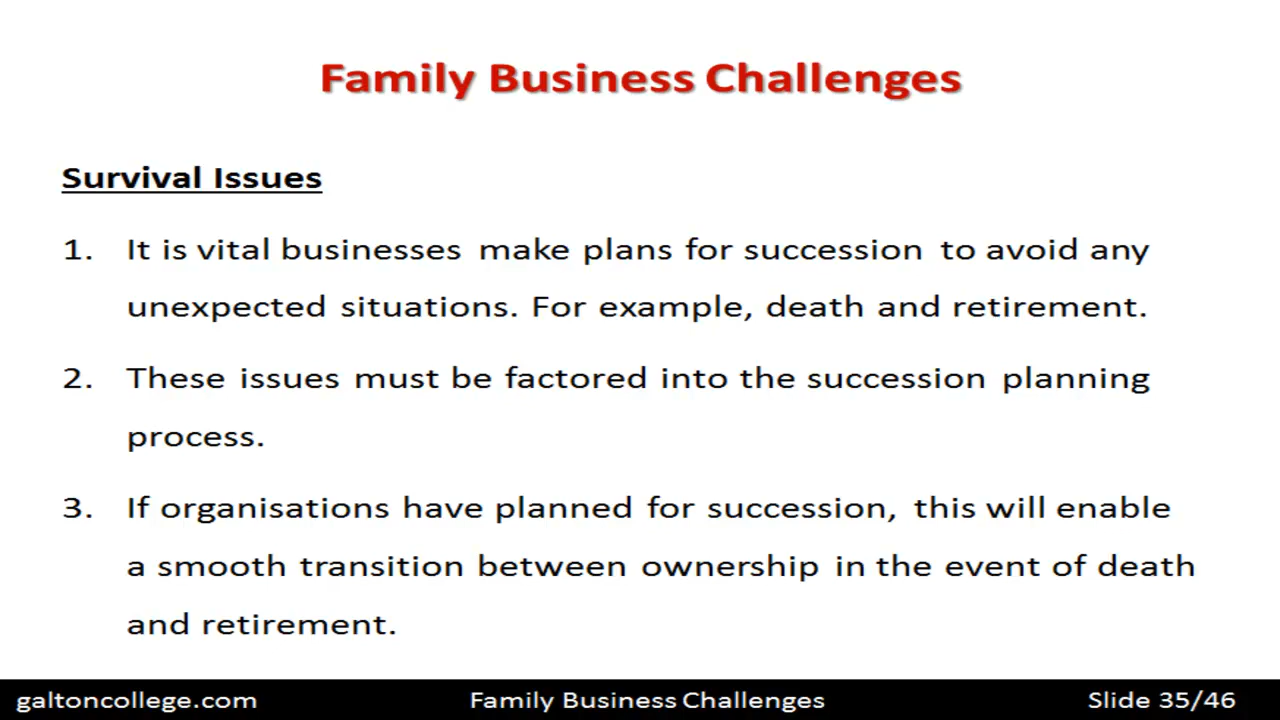 Family Business Challenges
Survival Issues
1. It is vital businesses make plans for succession to avoid any
unexpected situations. For example, death and retirement.
2. These issues must be factored into the succession planning
process.
3. If organisations have planned for succession, this will enable
a smooth transition between ownership in the event of death
and retirement.
galtoncollege.com Family Business Challenges Slide 35/46